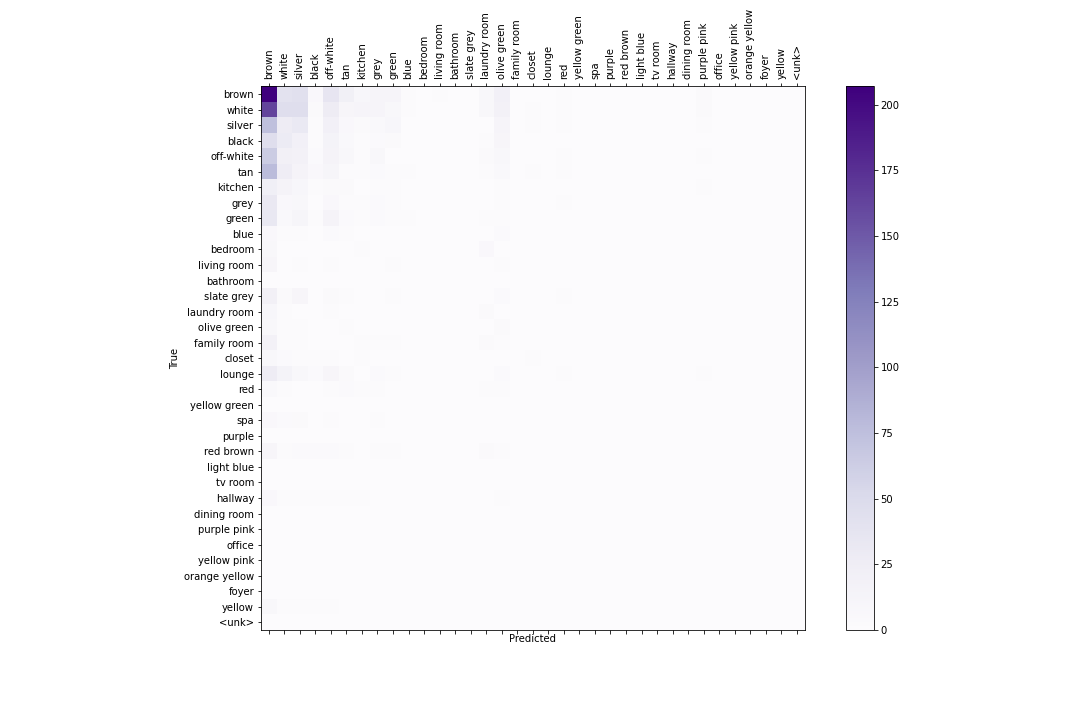 brown
white
silver
black
off-white
tan
kitchen
grey
green
blue
bedroom
living room
bathroom
slate grey
laundry room
olive green
family room
closet
lounge
red
yellow green
spa
purple
red brown
light blue
tv room
hallway
dining room
purple pink
office
yellow pink
orange yellow
foyer
yellow
<unk>
brown
white
silver
black
off-white
tan
kitchen
grey
green
blue
bedroom
living room
bathroom
slate grey
laundry room
olive green
family room
closet
lounge
red
yellow green
spa
purple
red brown
light blue
tv room
hallway
dining room
purple pink
office
yellow pink
orange yellow
foyer
yellow
<unk>
True
Predicted
200
175
150
125
100
75
50
25
0